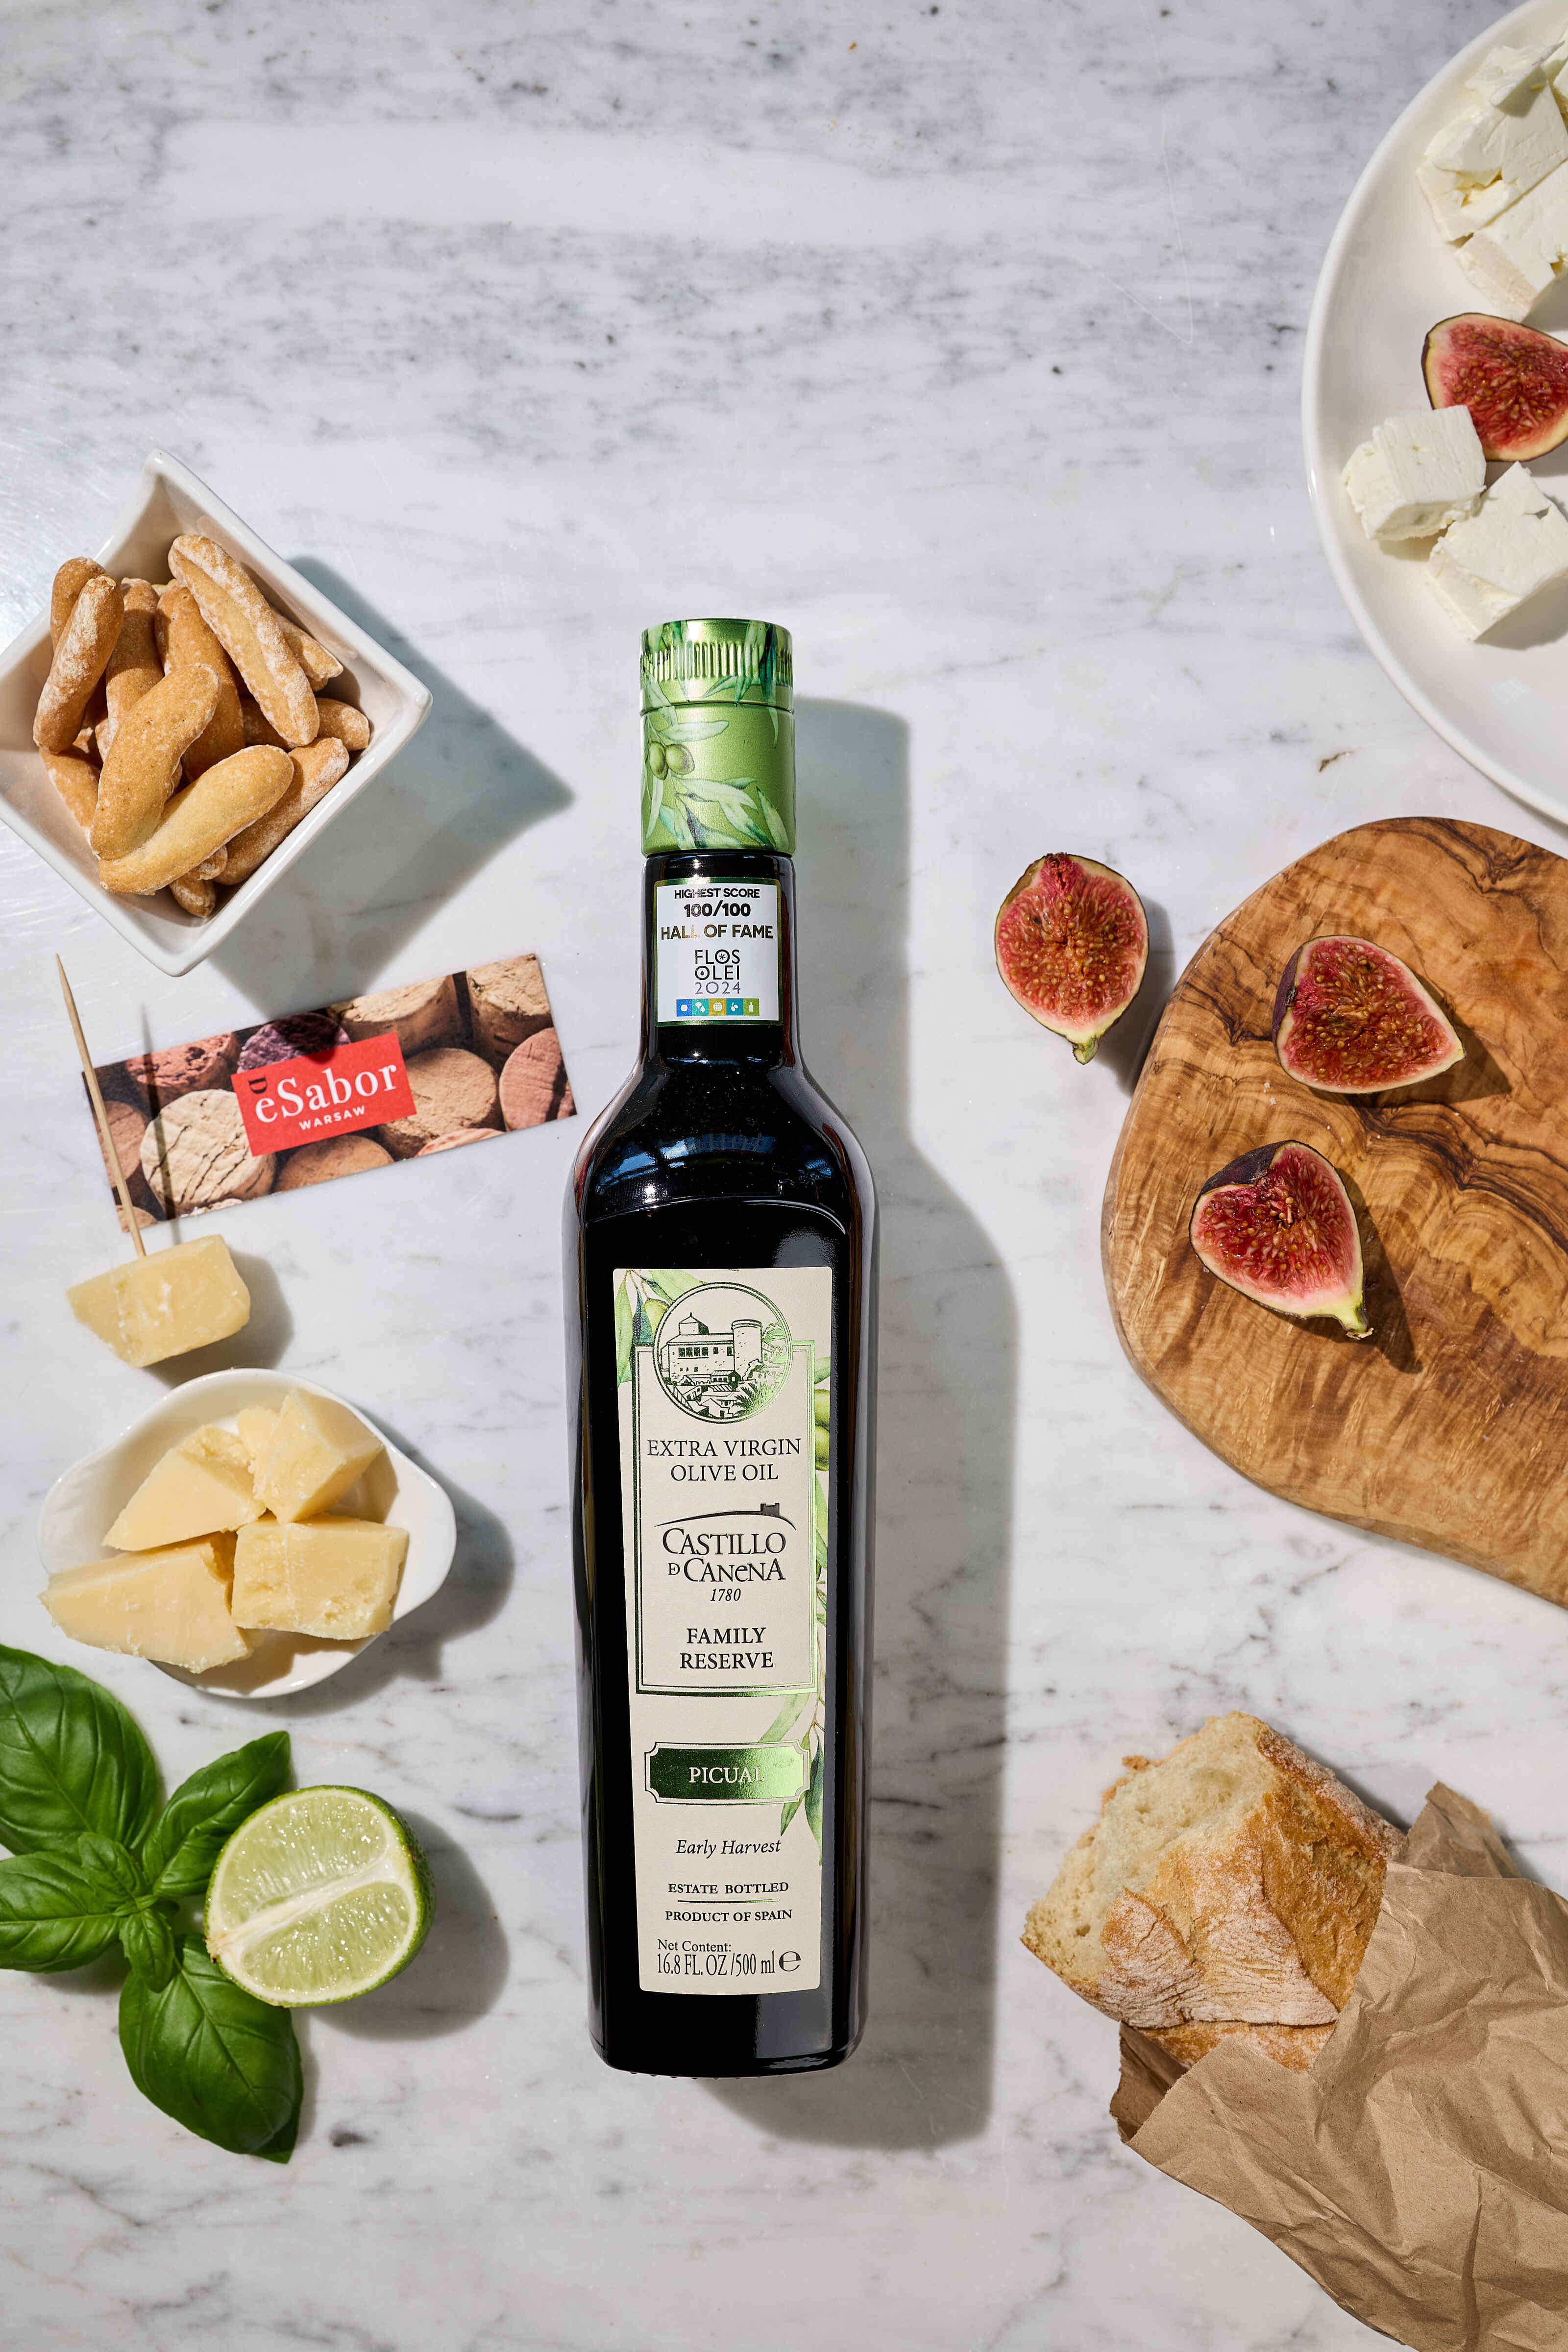 HIGHEST SCORE
100/100
HALL OF FAME
FLOS
OLEI
2024
DeSabor
WARSAW
EXTRA VIRGIN
OLIVE OIL
CASTILLO
DE CANENA
1780
FAMILY
RESERVE
PICUAL
Early Harvest
ESTATE BOTTLED
PRODUCT OF SPAIN
Net Content:
16.8 FL. OZ /500 ml ℮